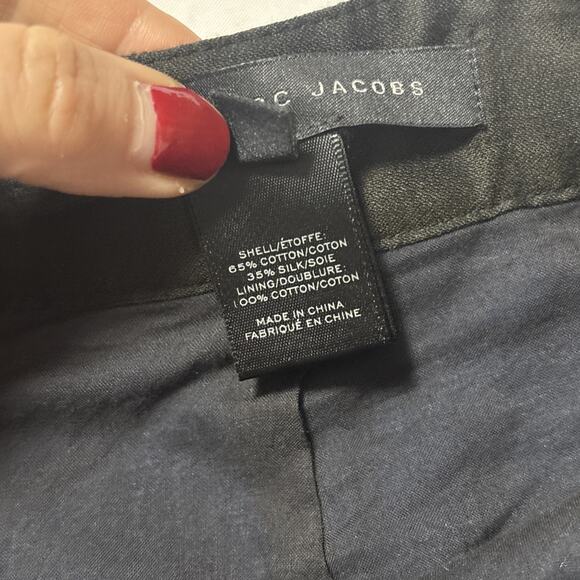 RC JACOBS
SHELL/ÉTOFFE:
65% COTTON/COTON
35% SILK/SOIE
LINING/DOUBLURE:
100% COTTON/COTON
MADE IN CHINA
FABRIQUÉ EN CHINE